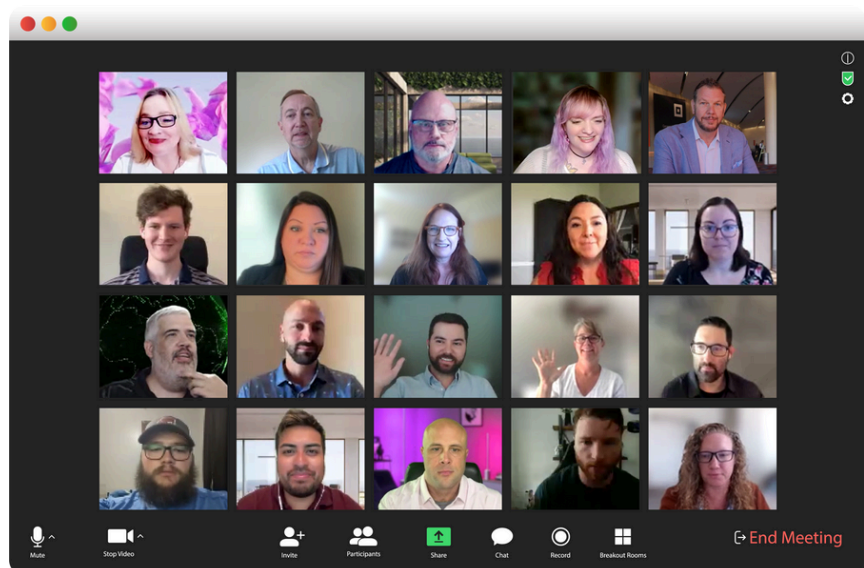 Mute
Stop Video
Invite
Participants
Share
Chat
Record
Breakout Rooms
End Meeting